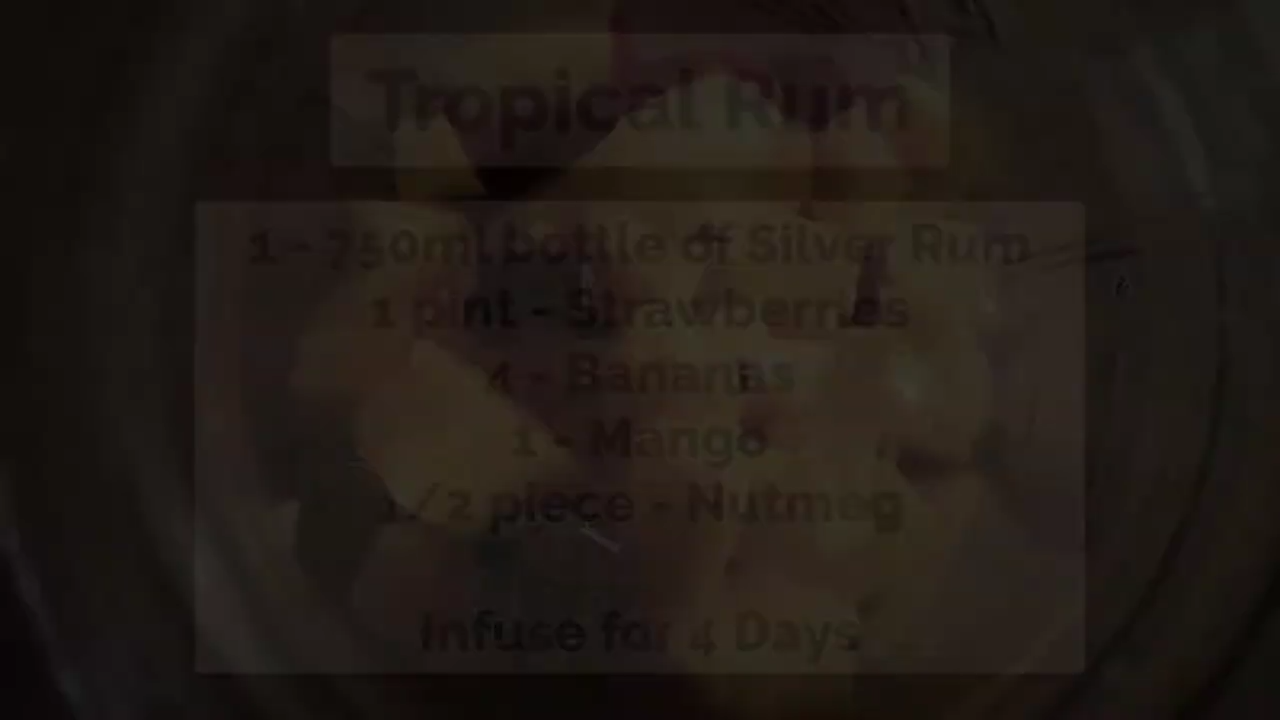 Tropical Rum
1 - 750ml bottle of Silver Rum
1 pint - Strawberries
4 - Bananas
1 - Mango
1/2 piece - Nutmeg
Infuse for 4 Days